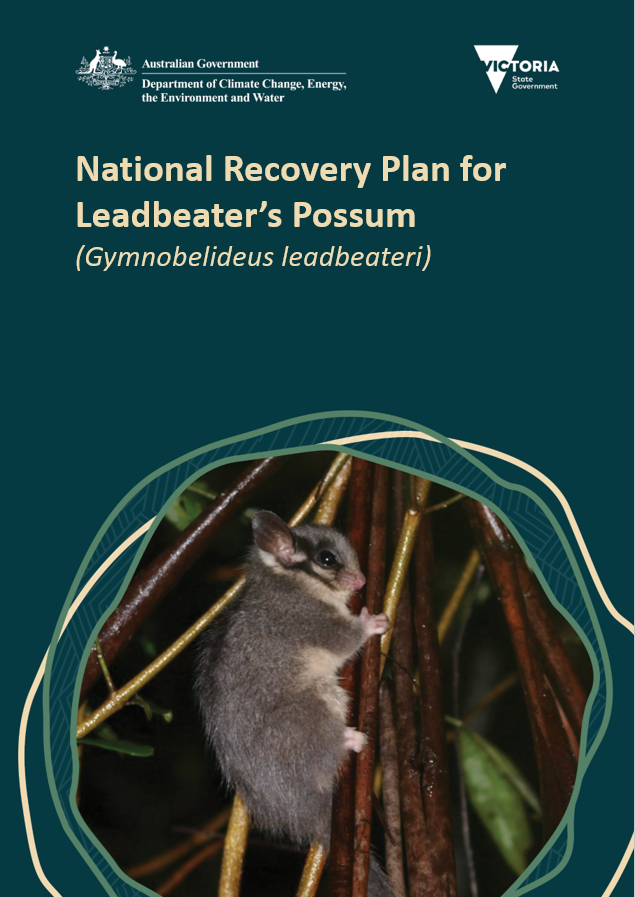 Australian Government
Department of Climate Change, Energy,
the Environment and Water
VICTORIA
State
Government
National Recovery Plan for
Leadbeater’s Possum
(Gymnobelideus leadbeateri)